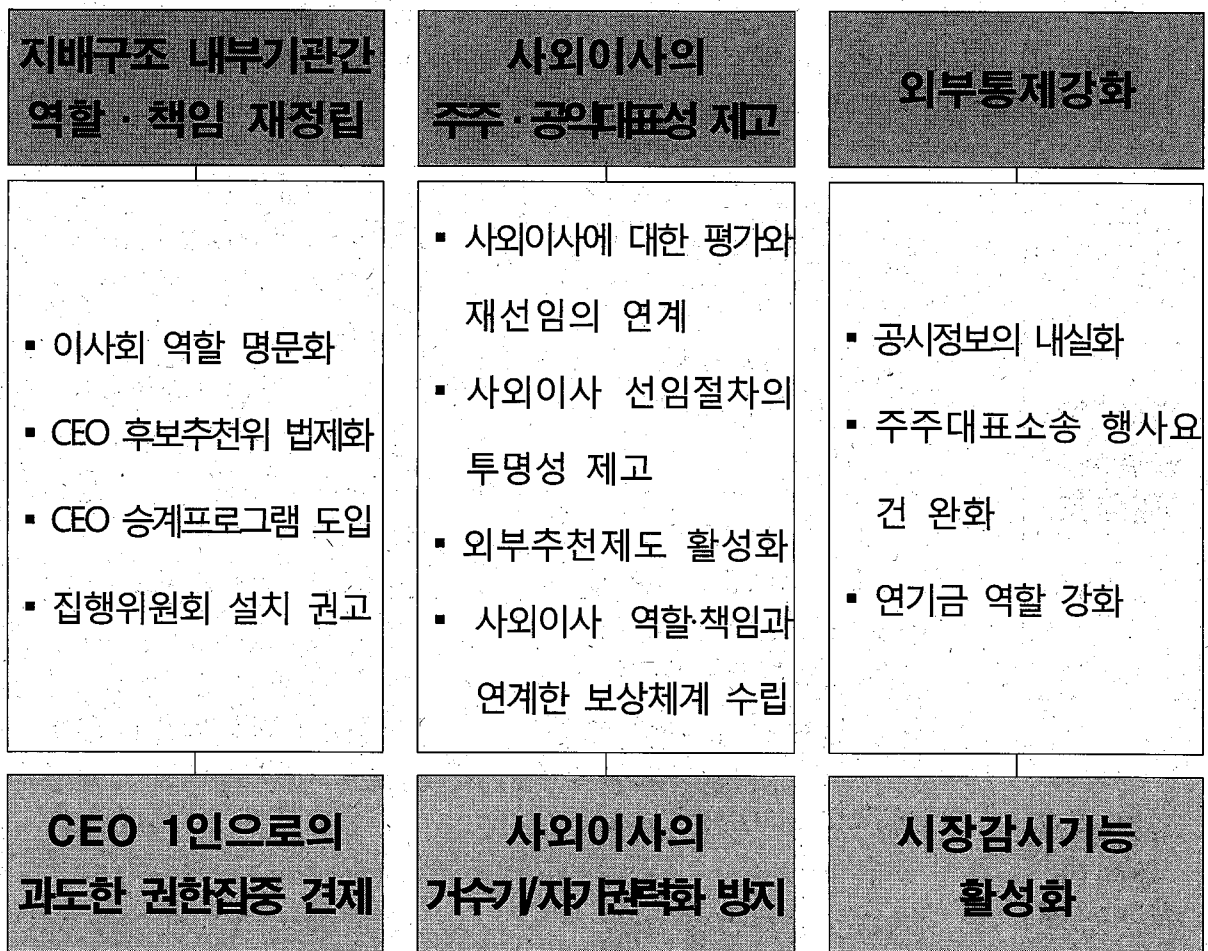 지배구조 내부기관간
역할·책임 재정립
사외이사의
주주·공익대표성 제고
외부통제강화
▪ 이사회 역할 명문화
▪ CEO 후보추천위 법제화
▪ CEO 승계프로그램 도입
▪ 집행위원회 설치 권고
▪ 사외이사에 대한 평가와
재선임의 연계
▪ 사외이사 선임절차의
투명성 제고
▪ 외부추천제도 활성화
▪ 사외이사 역할·책임과
연계한 보상체계 수립
▪ 공시정보의 내실화
▪ 주주대표소송 행사요
건 완화
▪ 연기금 역할 강화
CEO 1인으로의
과도한 권한집중 견제
사외이사의
거수기/자기권력화 방지
시장감시기능
활성화